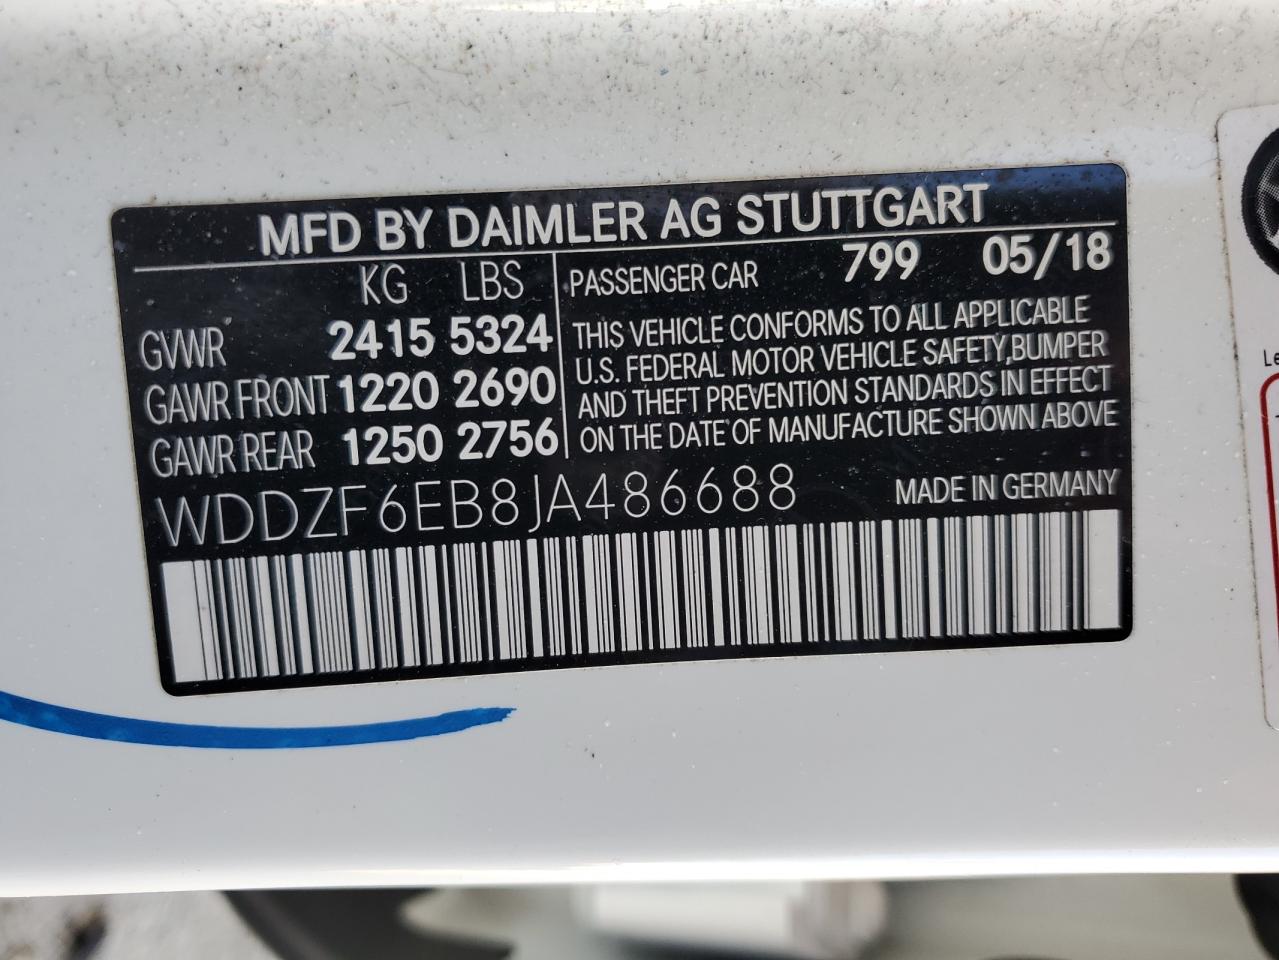 MFD BY DAIMLER AG STUTTGART
KG LBS
GVWR 2415 5324
GAWR FRONT 1220 2690
GAWR REAR 1250 2756
PASSENGER CAR 799 05/18
THIS VEHICLE CONFORMS TO ALL APPLICABLE
U.S. FEDERAL MOTOR VEHICLE SAFETY,BUMPER
AND THEFT PREVENTION STANDARDS IN EFFECT
ON THE DATE OF MANUFACTURE SHOWN ABOVE
WDDZF6EB8JA486688 MADE IN GERMANY